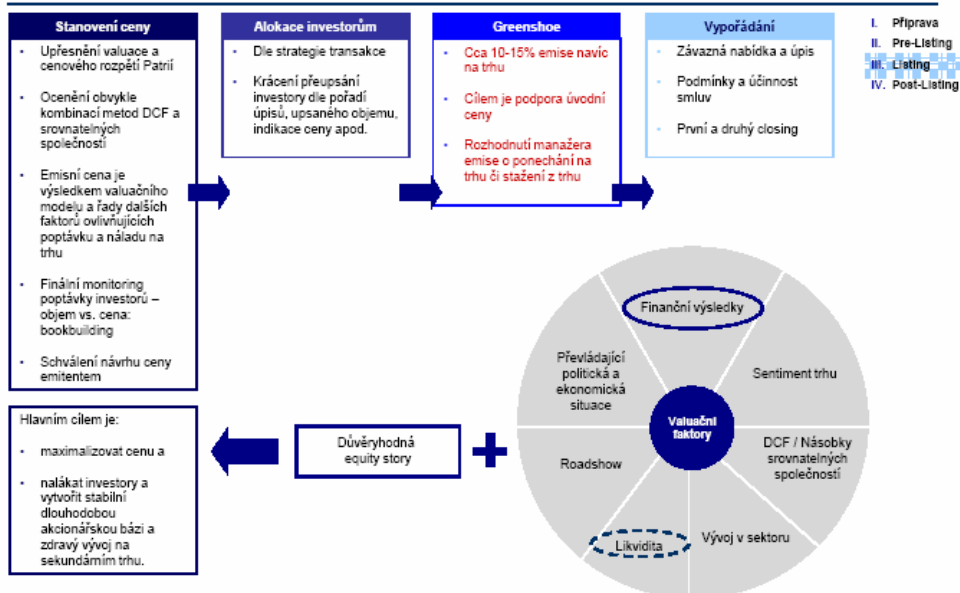 Stanovení ceny
• Upřesnění valuace a
cenového rozpětí Patrií
• Ocenění obvykle
kombinací metod DCF a
srovnatelných
společností
• Emisní cena je
výsledkem valuačního
modelu a řady dalších
faktorů ovlivňujících
poptávku a náladu na
trhu
• Finální monitoring
poptávky investorů –
objem vs. cena:
bookbuilding
• Schválení návrhu ceny
emitentem
Alokace investorům
• Dle strategie transakce
• Krácení přeupsání
investory dle pořadí
úpisů, upsaného objemu,
indikace ceny apod.
Greenshoe
• Cca 10-15% emise navíc
na trhu
• Cílem je podpora úvodní
ceny
• Rozhodnutí manažera
emise o ponechání na
trhu či stažení z trhu
Vypořádání
• Závazná nabídka a úpis
• Podmínky a účinnost
smluv
• První a druhý closing
I. Příprava
II. Pre-Listing
III. Listing
IV. Post-Listing
Hlavním cílem je:
• maximalizovat cenu a
• nalákat investory a
vytvořit stabilní
dlouhodobou
akcionářskou bázi a
zdravý vývoj na
sekundárním trhu.
Důvěryhodná
equity story
Valuační
faktory
Finanční výsledky
Sentiment trhu
DCF / Násobky
srovnatelných
společností
Vývoj v sektoru
Likvidita
Roadshow
Převládající
politická a
ekonomická
situace